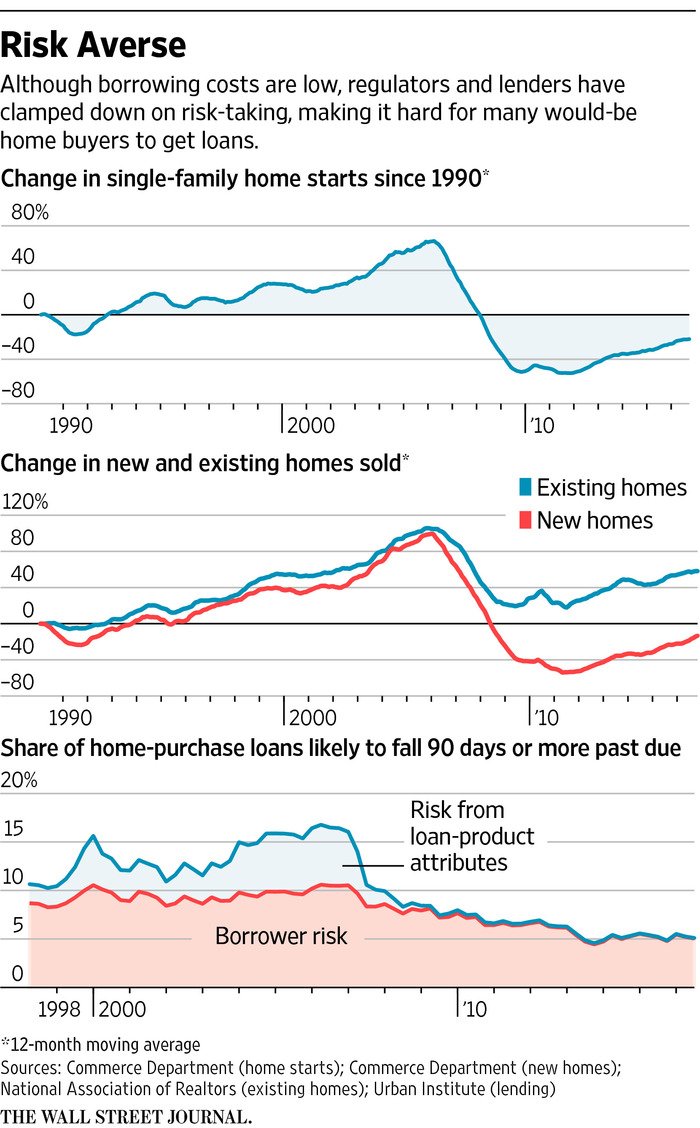 Risk Averse
Although borrowing costs are low, regulators and lenders have
clamped down on risk-taking, making it hard for many would-be
home buyers to get loans.
Change in single-family home starts since 1990*
80%
40
0
−40
−80
1990 2000 '10
Change in new and existing homes sold*
Existing homes
New homes
120%
80
40
0
−40
−80
1990 2000 '10
Share of home-purchase loans likely to fall 90 days or more past due
20%
15
10
5
0
Risk from
loan-product
attributes
Borrower risk
1998 2000 '10
*12-month moving average
Sources: Commerce Department (home starts); Commerce Department (new homes);
National Association of Realtors (existing homes); Urban Institute (lending)
THE WALL STREET JOURNAL.